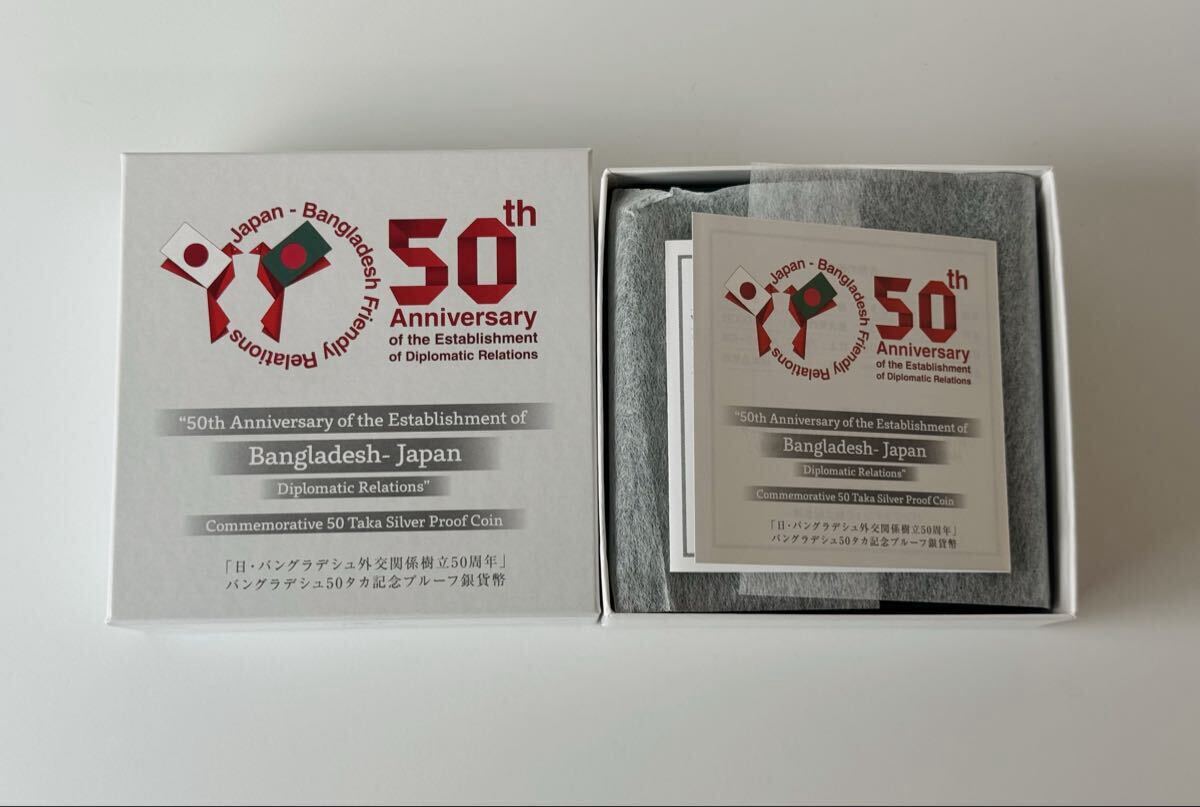 Japan - Bangladesh Friendly Relations
50th
Anniversary
of the Establishment
of Diplomatic Relations
“50th Anniversary of the Establishment of
Bangladesh- Japan
Diplomatic Relations”
Commemorative 50 Taka Silver Proof Coin
「日・バングラデシュ外交関係樹立50周年」
バングラデシュ50タカ記念プルーフ銀貨幣
Japan - Bangladesh Friendly Relations
50th
Anniversary
of the Establishment
of Diplomatic Relations
“50th Anniversary of the Establishment of
Bangladesh- Japan
Diplomatic Relations”
Commemorative 50 Taka Silver Proof Coin
「日・バングラデシュ外交関係樹立50周年」
バングラデシュ50タカ記念プルーフ銀貨幣